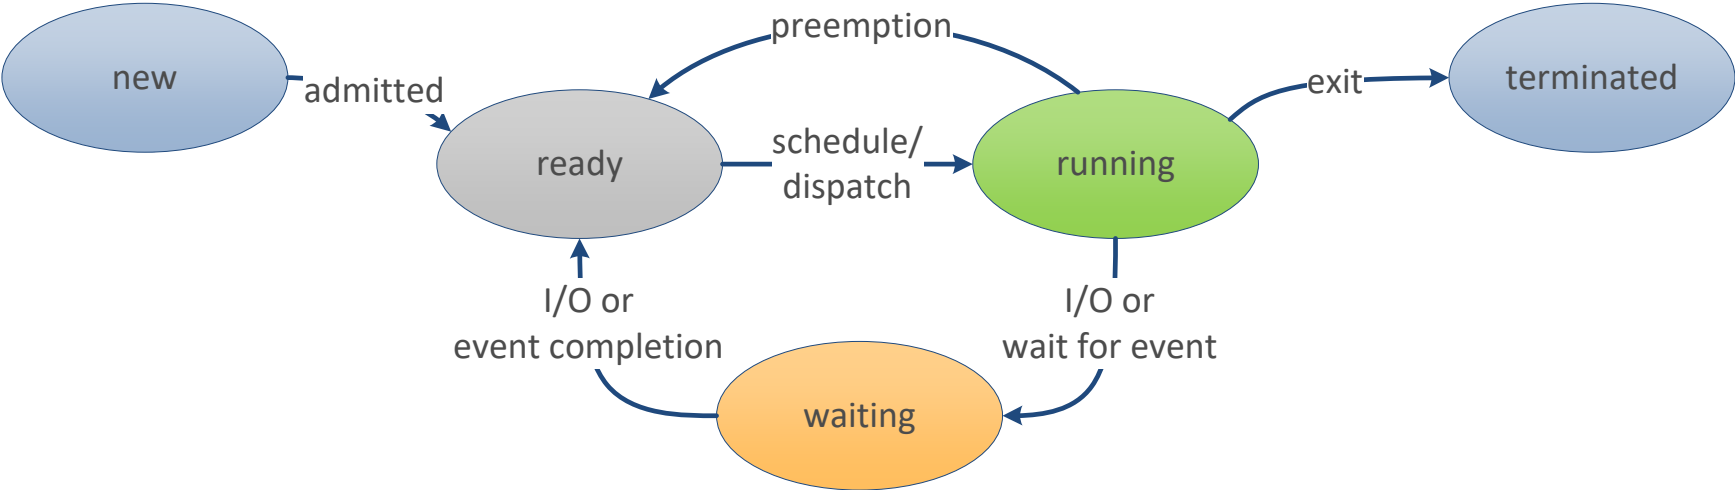 preemption
new
admitted
exit
terminated
ready
schedule/
dispatch
running
I/O or
event completion
I/O or
wait for event
waiting